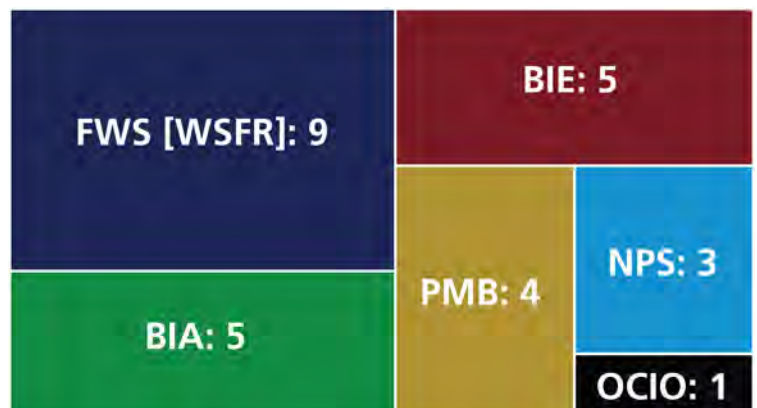 FWS [WSFR]: 9
BIE: 5
BIA: 5
PMB: 4
NPS: 3
OCIO: 1